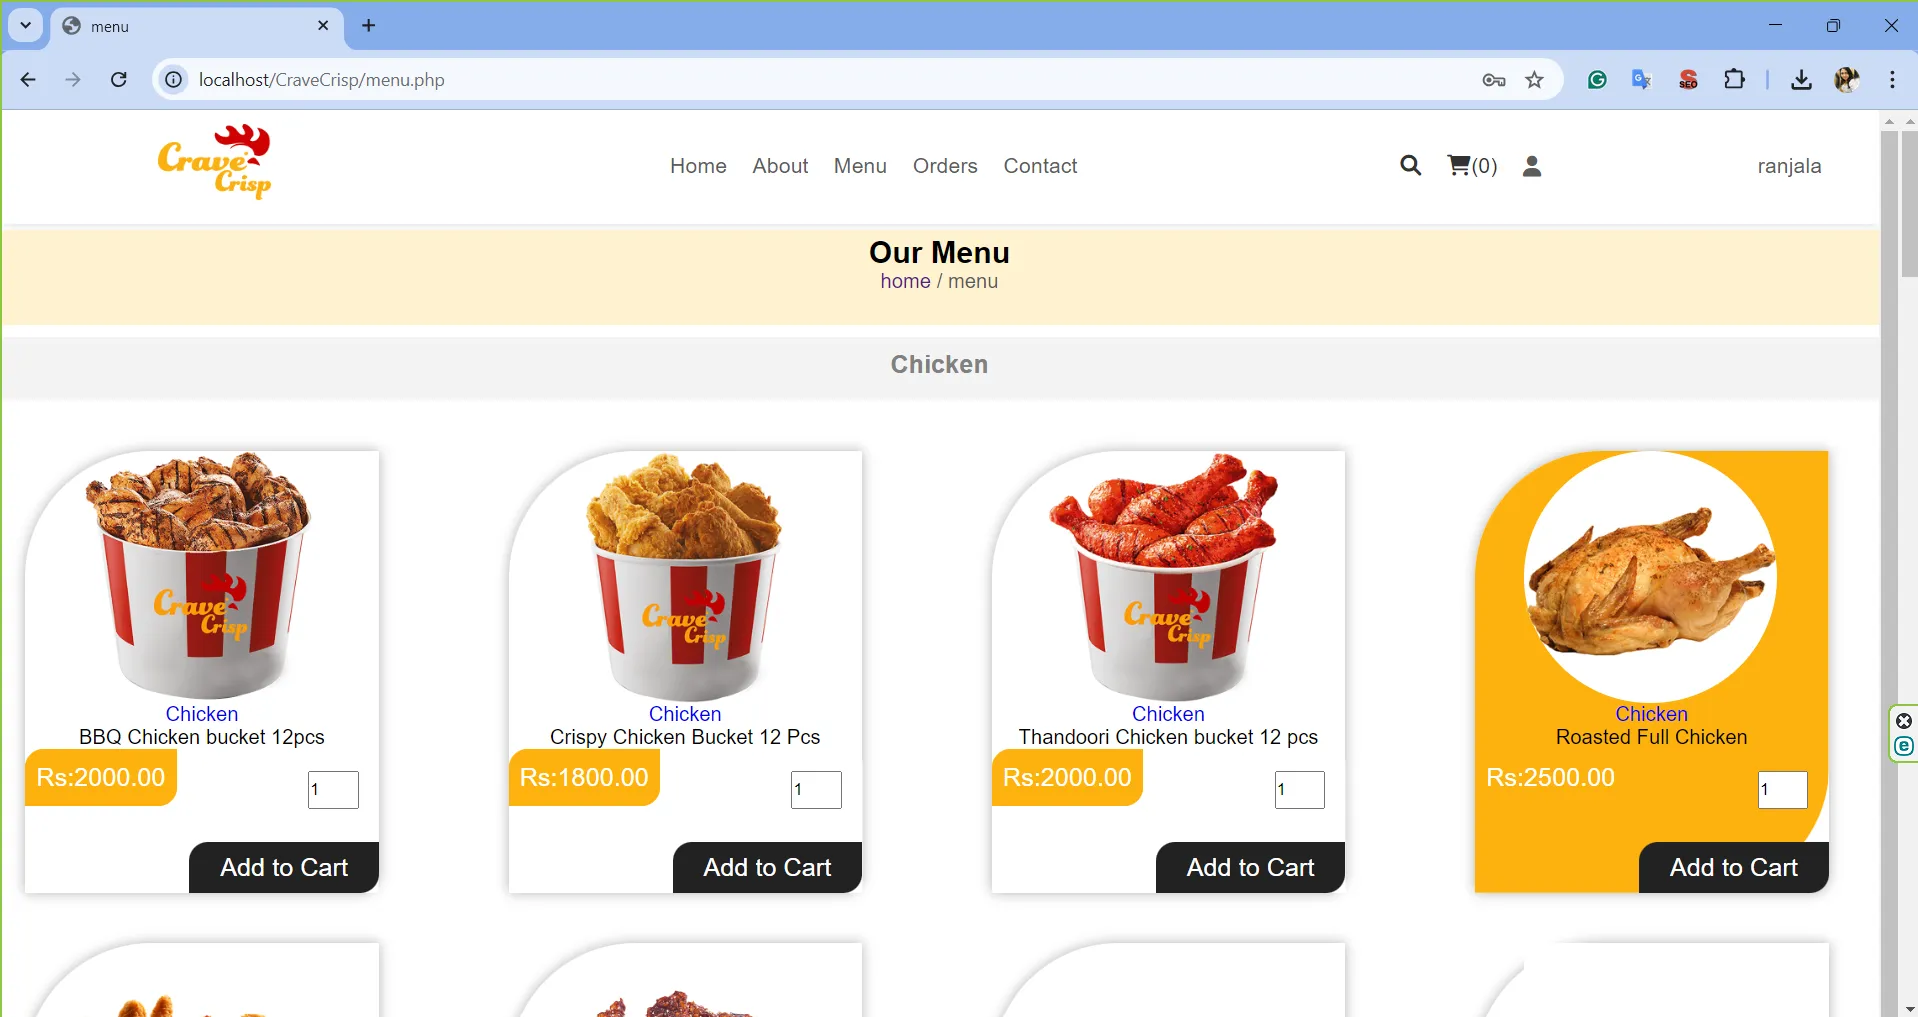 menu
localhost/CraveCrisp/menu.php
SEO
Crave
Crisp
Home About Menu Orders Contact
(0)
ranjala
Our Menu
home / menu
Chicken
Crave
Crisp
Chicken
BBQ Chicken bucket 12pcs
Rs:2000.00
1
Add to Cart
Crave
Crisp
Chicken
Crispy Chicken Bucket 12 Pcs
Rs:1800.00
1
Add to Cart
Crave
Crisp
Chicken
Thandoori Chicken bucket 12 pcs
Rs:2000.00
1
Add to Cart
Chicken
Roasted Full Chicken
Rs:2500.00
1
Add to Cart